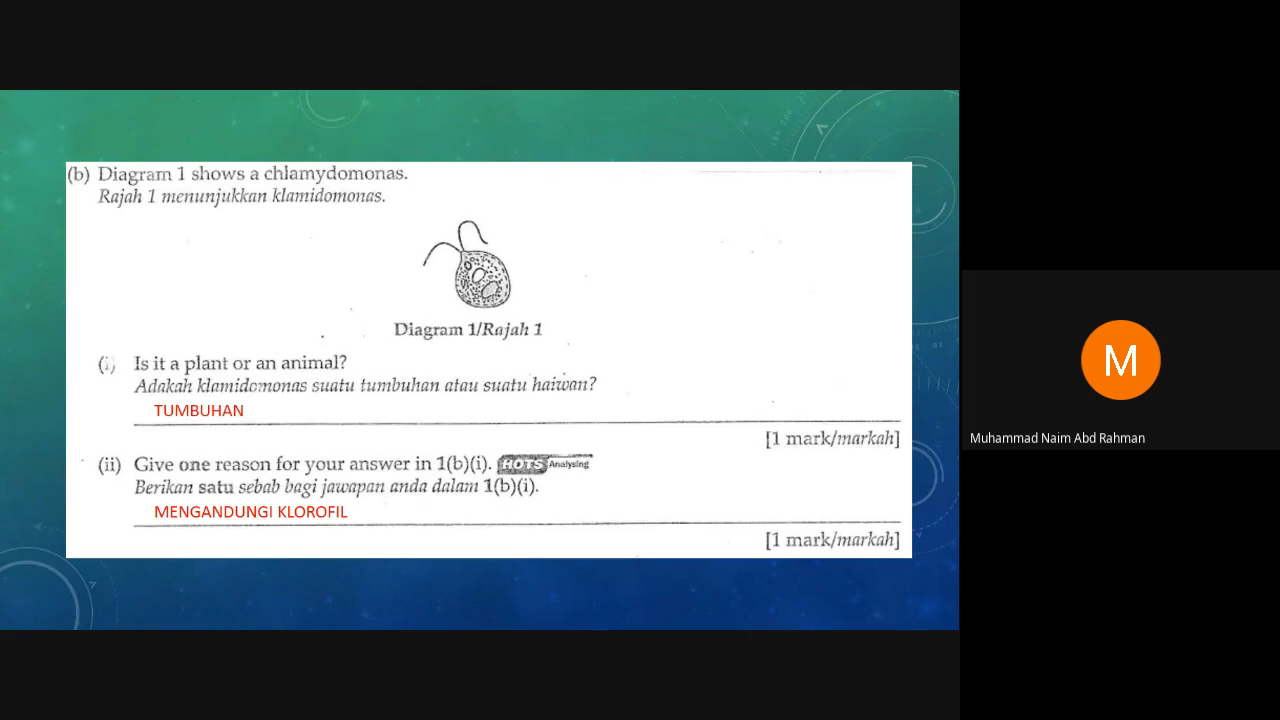 (b) Diagram 1 shows a chlamydomonas.
Rajah 1 menunjukkan klamidomonas.
Diagram 1/Rajah 1
(i) Is it a plant or an animal?
Adakah klamidomonas suatu tumbuhan atau suatu haiwan?
TUMBUHAN
[1 mark/markah]
(ii) Give one reason for your answer in 1(b)(i). HOTS Analysing
Berikan satu sebab bagi jawapan anda dalam 1(b)(i).
MENGANDUNGI KLOROFIL
[1 mark/markah]
M
Muhammad Naim Abd Rahman